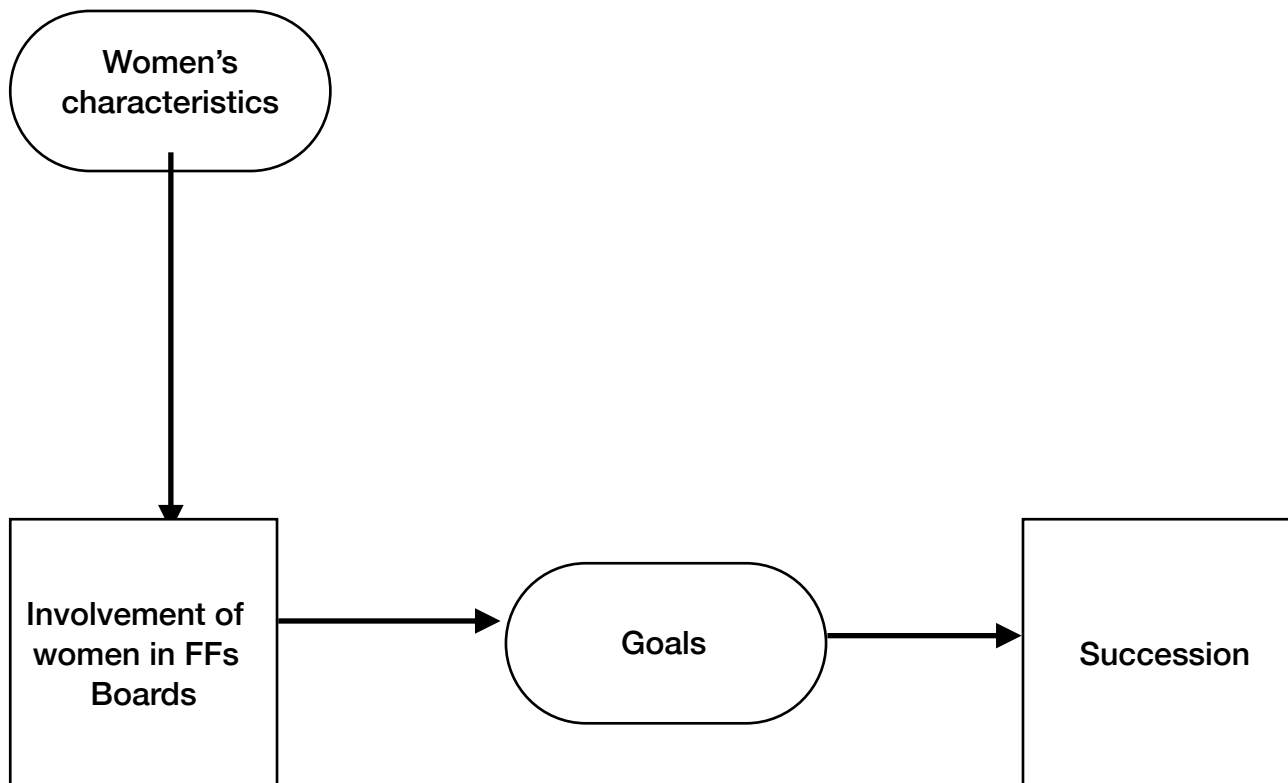 Women’s
characteristics
Involvement of
women in FFs
Boards
Goals
Succession